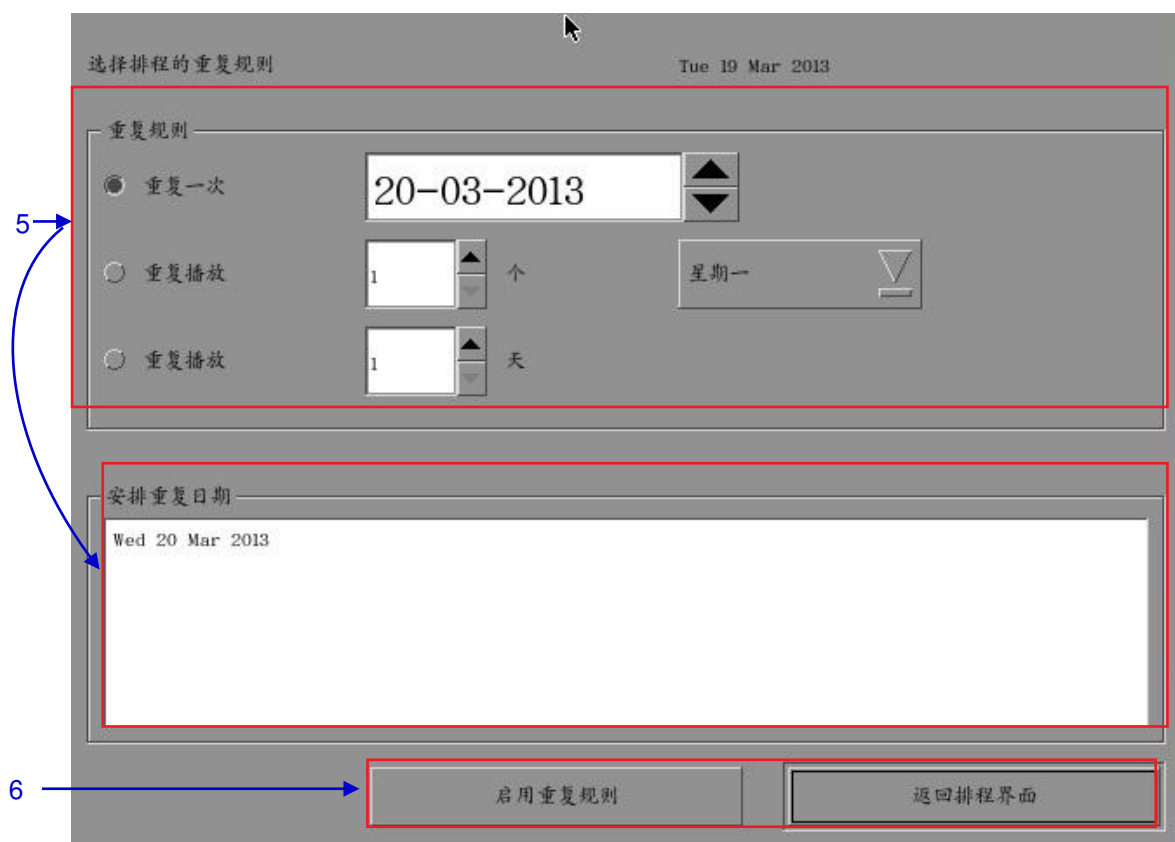 选择排程的重复规则 Tue 19 Mar 2013
重复规则
重复一次 20-03-2013
5
重复播放 1 个 星期一
重复播放 1 天
安排重复日期
Wed 20 Mar 2013
6 启用重复规则 返回排程界面